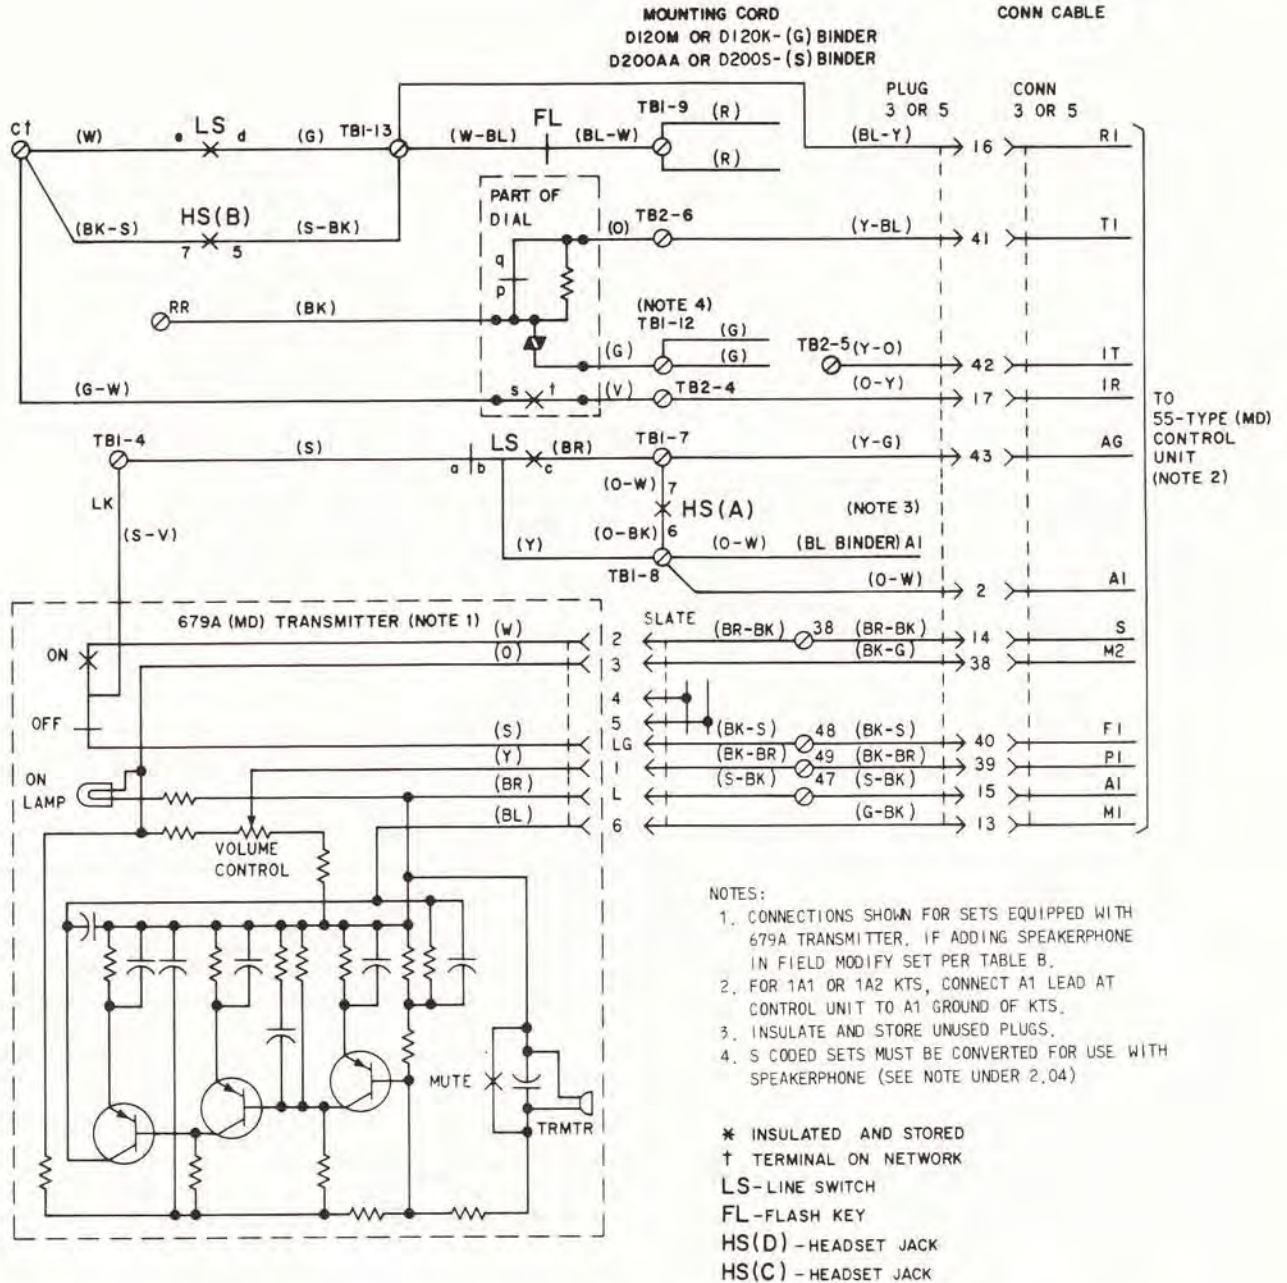 MOUNTING CORD
D120M OR D120K-(G) BINDER
D200AA OR D200S-(S) BINDER
CONN CABLE
PLUG
3 OR 5
CONN
3 OR 5
C†
(W)
LS
e d
(G)
TB1-13
(W-BL)
FL
(BL-W)
TB1-9
(R)
(R)
(BL-Y)
16
R1
(BK-S)
HS(B)
7 5
(S-BK)
PART OF
DIAL
q
p
(O)
TB2-6
(Y-BL)
41
T1
RR
(BK)
(NOTE 4)
TB1-12
(G)
(G)
(G)
TB2-5
(Y-O)
42
1T
(G-W)
s t
(V)
TB2-4
(O-Y)
17
1R
TO
55-TYPE (MD)
CONTROL
UNIT
(NOTE 2)
TB1-4
(S)
LS
a b
c
(BR)
TB1-7
(Y-G)
43
AG
LK
(S-V)
(O-W)
7
HS(A)
(NOTE 3)
(O-BK)
6
(Y)
(O-W)
(BL BINDER) A1
TB1-8
(O-W)
2
A1
679A (MD) TRANSMITTER (NOTE 1)
SLATE
(W)
2
(BR-BK)
38
(BR-BK)
14
S
ON
(O)
3
(BK-G)
38
M2
4
OFF
5
(S)
LG
(BK-S)
48
(BK-S)
40
F1
(Y)
1
(BK-BR)
49
(BK-BR)
39
P1
ON
LAMP
(BR)
L
(S-BK)
47
(S-BK)
15
A1
(BL)
6
(G-BK)
13
M1
VOLUME
CONTROL
MUTE
TRMTR
NOTES:
1. CONNECTIONS SHOWN FOR SETS EQUIPPED WITH
679A TRANSMITTER. IF ADDING SPEAKERPHONE
IN FIELD MODIFY SET PER TABLE B.
2. FOR 1A1 OR 1A2 KTS, CONNECT A1 LEAD AT
CONTROL UNIT TO A1 GROUND OF KTS.
3. INSULATE AND STORE UNUSED PLUGS.
4. S CODED SETS MUST BE CONVERTED FOR USE WITH
SPEAKERPHONE (SEE NOTE UNDER 2.04)
* INSULATED AND STORED
† TERMINAL ON NETWORK
LS-LINE SWITCH
FL-FLASH KEY
HS(D)-HEADSET JACK
HS(C)-HEADSET JACK